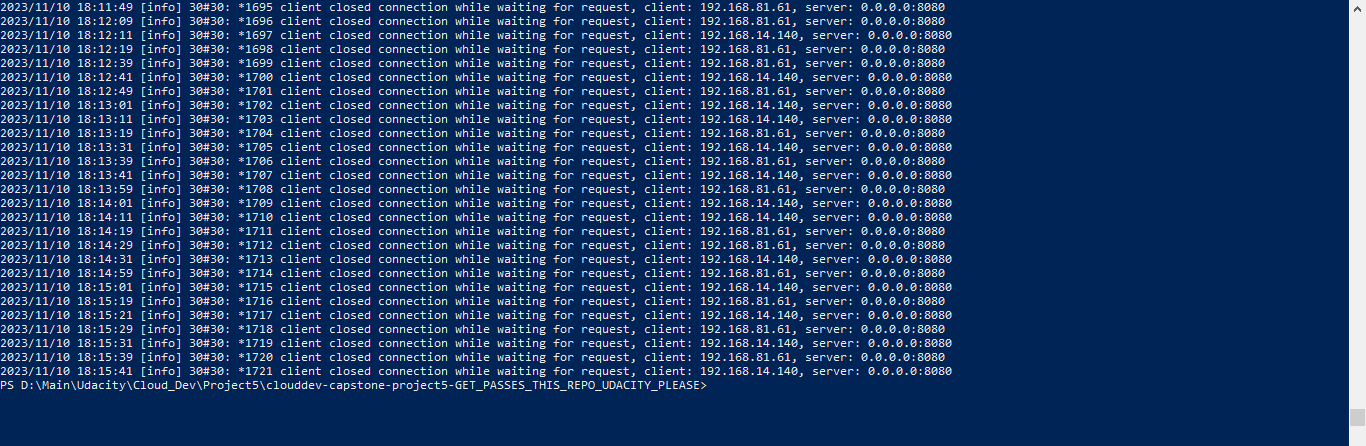 2023/11/10 18:11:49 [info] 30#30: *1695 client closed connection while waiting for request, client: 192.168.81.61, server: 0.0.0.0:8080
2023/11/10 18:12:09 [info] 30#30: *1696 client closed connection while waiting for request, client: 192.168.81.61, server: 0.0.0.0:8080
2023/11/10 18:12:11 [info] 30#30: *1697 client closed connection while waiting for request, client: 192.168.14.140, server: 0.0.0.0:8080
2023/11/10 18:12:19 [info] 30#30: *1698 client closed connection while waiting for request, client: 192.168.81.61, server: 0.0.0.0:8080
2023/11/10 18:12:39 [info] 30#30: *1699 client closed connection while waiting for request, client: 192.168.81.61, server: 0.0.0.0:8080
2023/11/10 18:12:41 [info] 30#30: *1700 client closed connection while waiting for request, client: 192.168.14.140, server: 0.0.0.0:8080
2023/11/10 18:12:49 [info] 30#30: *1701 client closed connection while waiting for request, client: 192.168.81.61, server: 0.0.0.0:8080
2023/11/10 18:13:01 [info] 30#30: *1702 client closed connection while waiting for request, client: 192.168.14.140, server: 0.0.0.0:8080
2023/11/10 18:13:11 [info] 30#30: *1703 client closed connection while waiting for request, client: 192.168.14.140, server: 0.0.0.0:8080
2023/11/10 18:13:19 [info] 30#30: *1704 client closed connection while waiting for request, client: 192.168.81.61, server: 0.0.0.0:8080
2023/11/10 18:13:31 [info] 30#30: *1705 client closed connection while waiting for request, client: 192.168.14.140, server: 0.0.0.0:8080
2023/11/10 18:13:39 [info] 30#30: *1706 client closed connection while waiting for request, client: 192.168.81.61, server: 0.0.0.0:8080
2023/11/10 18:13:41 [info] 30#30: *1707 client closed connection while waiting for request, client: 192.168.14.140, server: 0.0.0.0:8080
2023/11/10 18:13:59 [info] 30#30: *1708 client closed connection while waiting for request, client: 192.168.81.61, server: 0.0.0.0:8080
2023/11/10 18:14:01 [info] 30#30: *1709 client closed connection while waiting for request, client: 192.168.14.140, server: 0.0.0.0:8080
2023/11/10 18:14:11 [info] 30#30: *1710 client closed connection while waiting for request, client: 192.168.14.140, server: 0.0.0.0:8080
2023/11/10 18:14:19 [info] 30#30: *1711 client closed connection while waiting for request, client: 192.168.81.61, server: 0.0.0.0:8080
2023/11/10 18:14:29 [info] 30#30: *1712 client closed connection while waiting for request, client: 192.168.81.61, server: 0.0.0.0:8080
2023/11/10 18:14:31 [info] 30#30: *1713 client closed connection while waiting for request, client: 192.168.14.140, server: 0.0.0.0:8080
2023/11/10 18:14:59 [info] 30#30: *1714 client closed connection while waiting for request, client: 192.168.81.61, server: 0.0.0.0:8080
2023/11/10 18:15:01 [info] 30#30: *1715 client closed connection while waiting for request, client: 192.168.14.140, server: 0.0.0.0:8080
2023/11/10 18:15:19 [info] 30#30: *1716 client closed connection while waiting for request, client: 192.168.81.61, server: 0.0.0.0:8080
2023/11/10 18:15:21 [info] 30#30: *1717 client closed connection while waiting for request, client: 192.168.14.140, server: 0.0.0.0:8080
2023/11/10 18:15:29 [info] 30#30: *1718 client closed connection while waiting for request, client: 192.168.81.61, server: 0.0.0.0:8080
2023/11/10 18:15:31 [info] 30#30: *1719 client closed connection while waiting for request, client: 192.168.14.140, server: 0.0.0.0:8080
2023/11/10 18:15:39 [info] 30#30: *1720 client closed connection while waiting for request, client: 192.168.81.61, server: 0.0.0.0:8080
2023/11/10 18:15:41 [info] 30#30: *1721 client closed connection while waiting for request, client: 192.168.14.140, server: 0.0.0.0:8080
PS D:\Main\Udacity\Cloud_Dev\Project5\clouddev-capstone-project5-GET_PASSES_THIS_REPO_UDACITY_PLEASE>